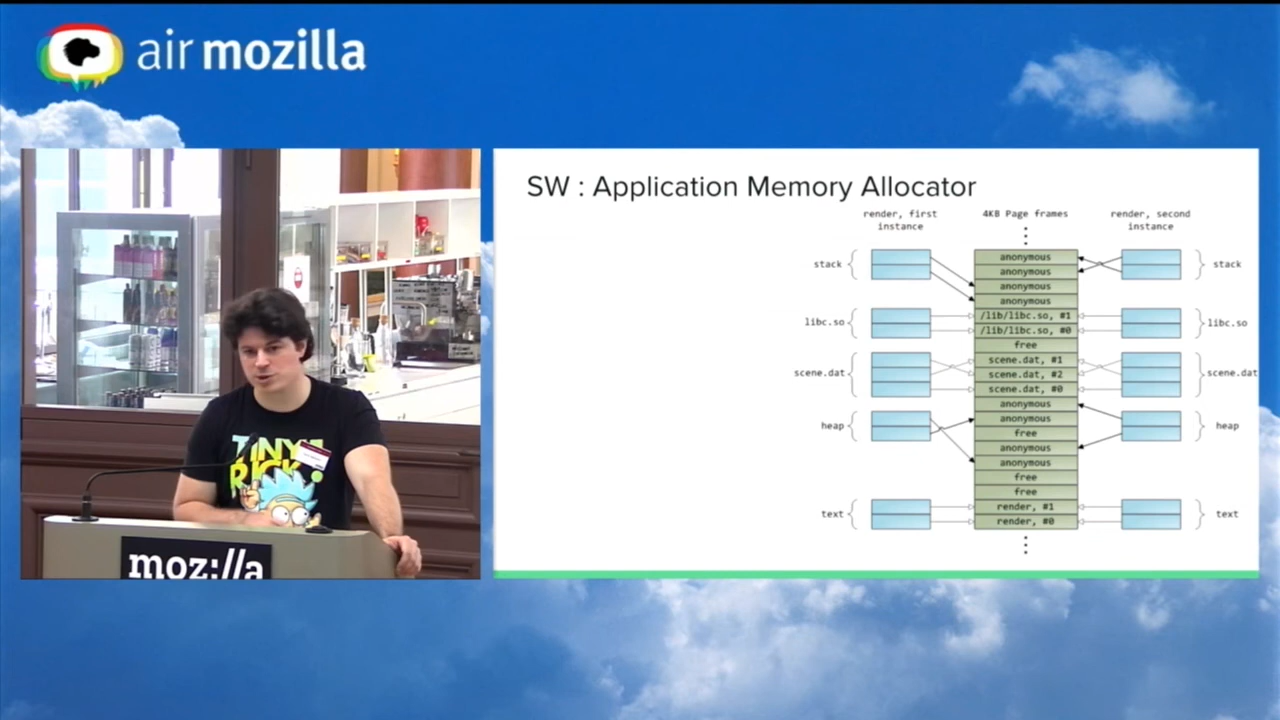 air mozilla
TINY
RICK!
moz://a
SW : Application Memory Allocator
render, first
instance
4KB Page frames
render, second
instance
stack
anonymous
anonymous
anonymous
anonymous
stack
libc.so
/lib/libc.so, #1
/lib/libc.so, #0
libc.so
free
scene.dat
scene.dat, #1
scene.dat, #2
scene.dat, #0
scene.dat
anonymous
heap
anonymous
free
anonymous
heap
anonymous
free
free
text
render, #1
render, #0
text